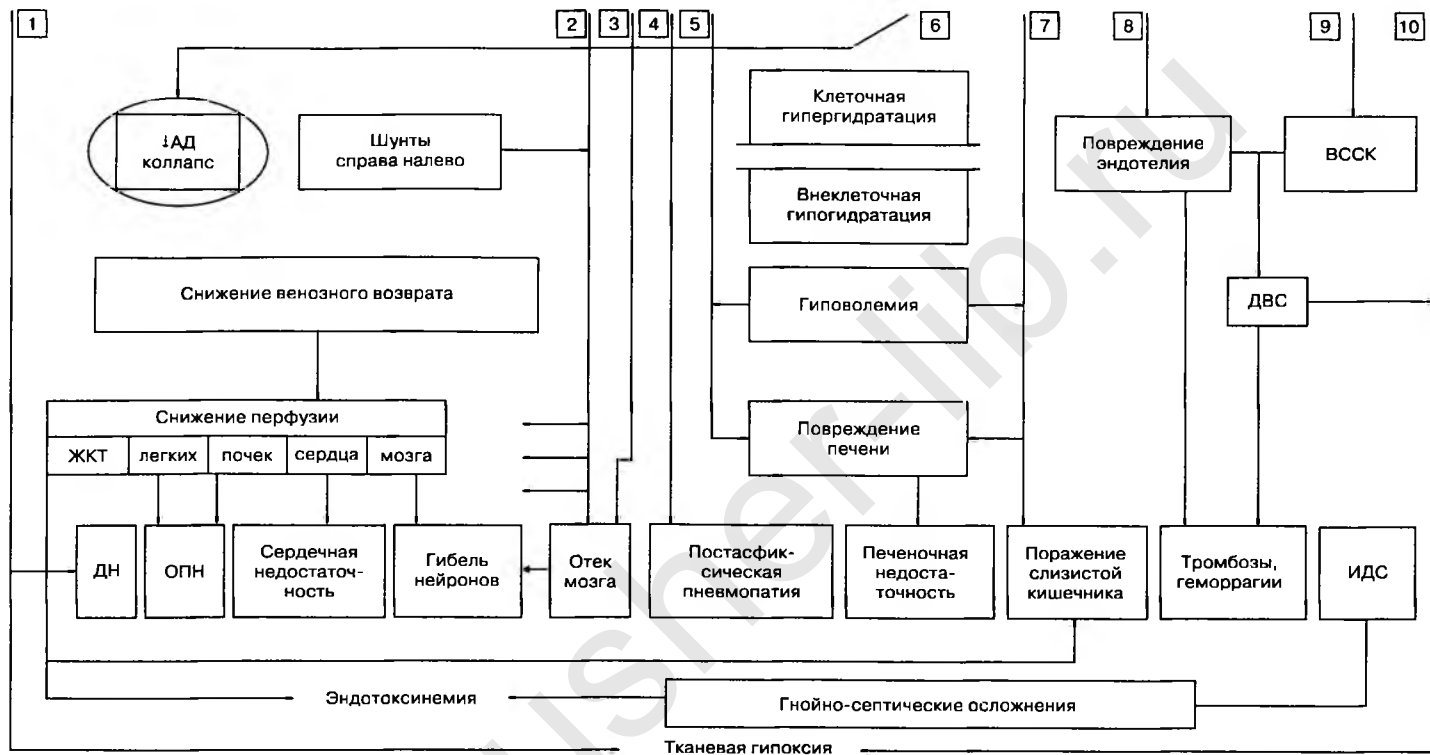 1
2
3
4
5
6
7
8
9
10
↓АД
коллапс
Шунты
справа налево
Клеточная
гипергидратация
Внеклеточная
гипогидратация
Повреждение
эндотелия
ВССК
Снижение венозного возврата
Гиповолемия
ДВС
Снижение перфузии
ЖКТ
легких
почек
сердца
мозга
Повреждение
печени
ДН
ОПН
Сердечная
недостаточ-
ность
Гибель
нейронов
Отек
мозга
Постасфик-
сическая
пневмопатия
Печеночная
недоста-
точность
Поражение
слизистой
кишечника
Тромбозы,
геморрагии
ИДС
Эндотоксинемия
Гнойно-септические осложнения
Тканевая гипоксия
usher-lib.ru